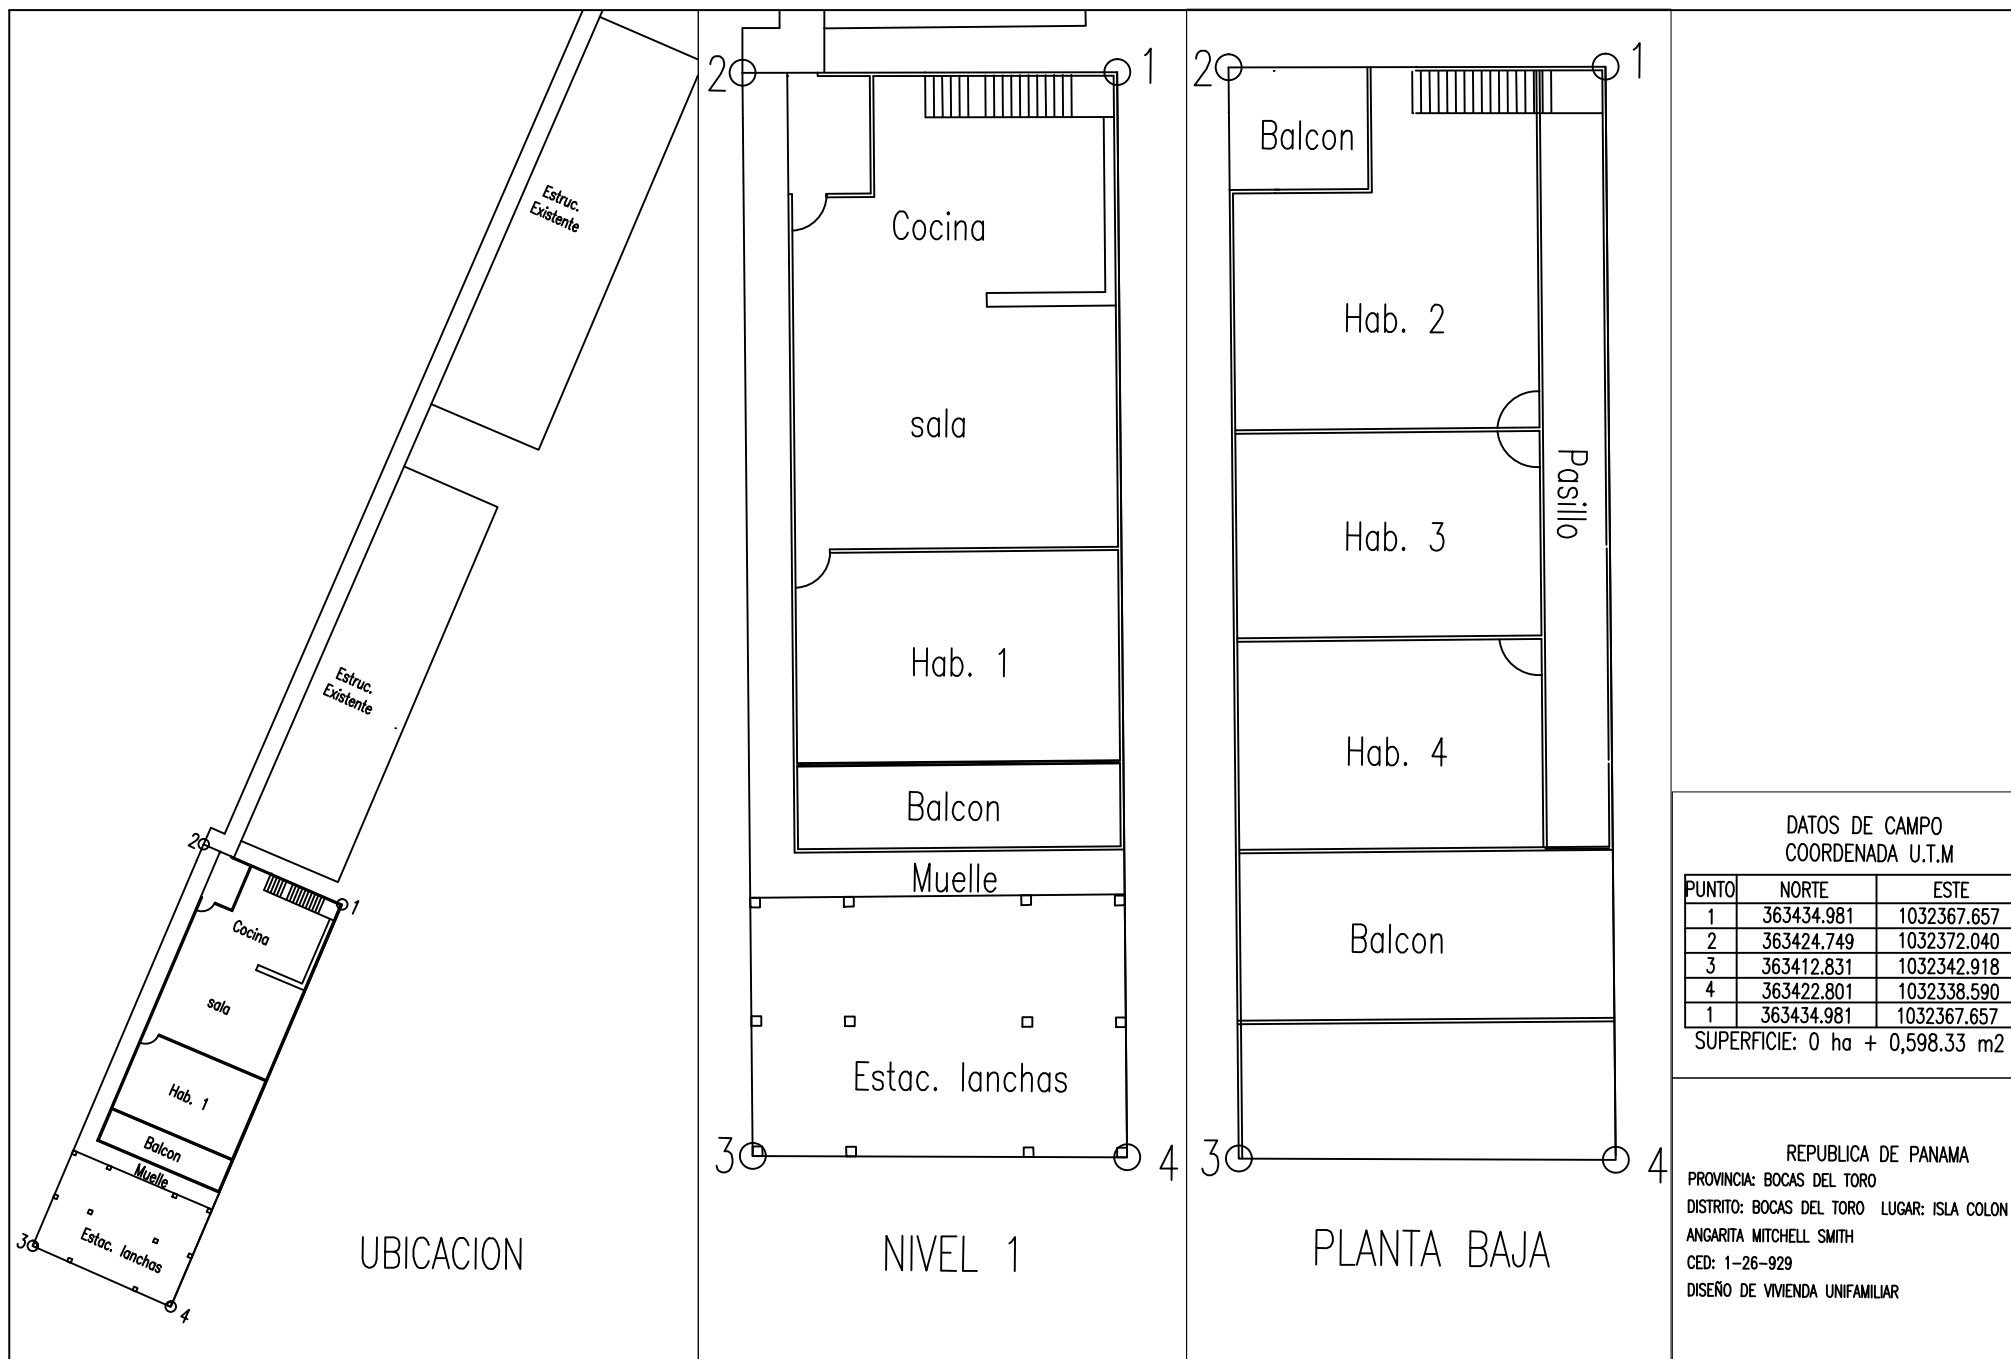 Estruc.
Existente
Estruc.
Existente
2
1
Cocina
sala
Hab. 1
Balcon
Muelle
Estac. lanchas
3
4
UBICACION
2
1
Cocina
sala
Hab. 1
Balcon
Muelle
Estac. lanchas
3
4
NIVEL 1
2
1
Balcon
Hab. 2
Pasillo
Hab. 3
Hab. 4
Balcon
3
4
PLANTA BAJA
DATOS DE CAMPO
COORDENADA U.T.M
PUNTO NORTE ESTE
1 363434.981 1032367.657
2 363424.749 1032372.040
3 363412.831 1032342.918
4 363422.801 1032338.590
1 363434.981 1032367.657
SUPERFICIE: 0 ha + 0,598.33 m2
REPUBLICA DE PANAMA
PROVINCIA: BOCAS DEL TORO
DISTRITO: BOCAS DEL TORO LUGAR: ISLA COLON
ANGARITA MITCHELL SMITH
CED: 1-26-929
DISEÑO DE VIVIENDA UNIFAMILIAR